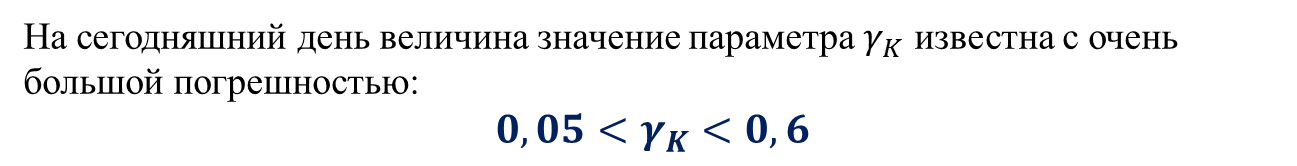 На сегодняшний день величина значение параметра γ_K известна с очень
большой погрешностью:
0,05 < γ_K < 0,6